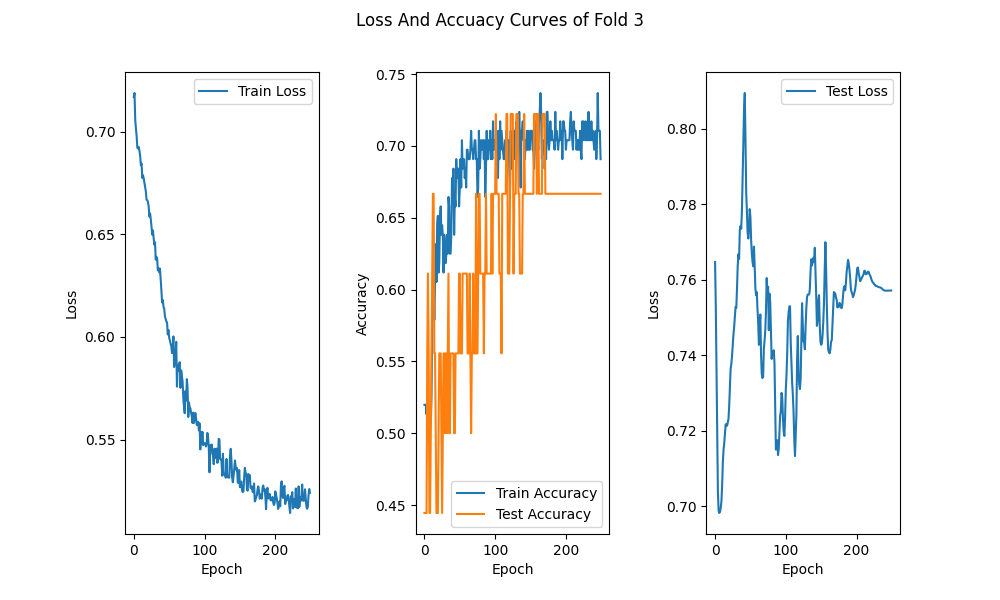 Loss And Accuacy Curves of Fold 3
Train Loss
0.70
0.65
0.60
0.55
Loss
0 100 200
Epoch
0.75
0.70
0.65
0.60
0.55
0.50
0.45
Accuracy
Train Accuracy
Test Accuracy
0 100 200
Epoch
Test Loss
0.80
0.78
0.76
0.74
0.72
0.70
Loss
0 100 200
Epoch